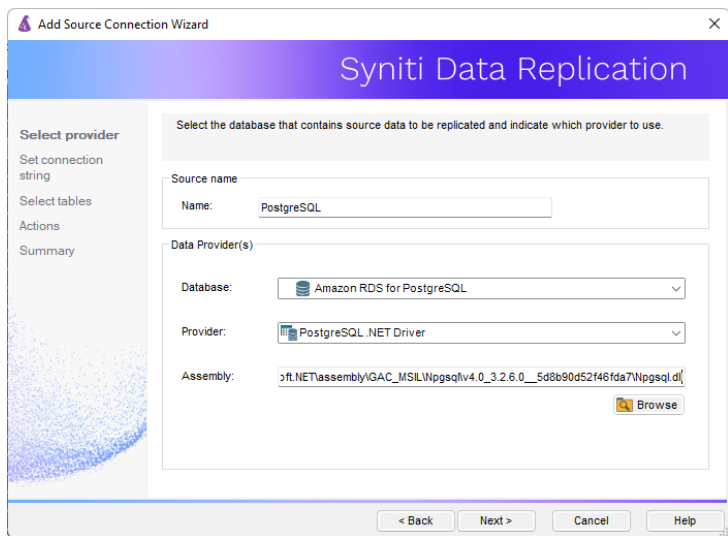 Add Source Connection Wizard
Syniti Data Replication
Select provider
Set connection
string
Select tables
Actions
Summary
Select the database that contains source data to be replicated and indicate which provider to use.
Source name
Name: PostgreSQL
Data Provider(s)
Database: Amazon RDS for PostgreSQL
Provider: PostgreSQL .NET Driver
Assembly: oft.NET\assembly\GAC_MSIL\Npgsql\v4.0_3.2.6.0__5d8b90d52f46fda7\Npgsql.dl
Browse
< Back Next > Cancel Help